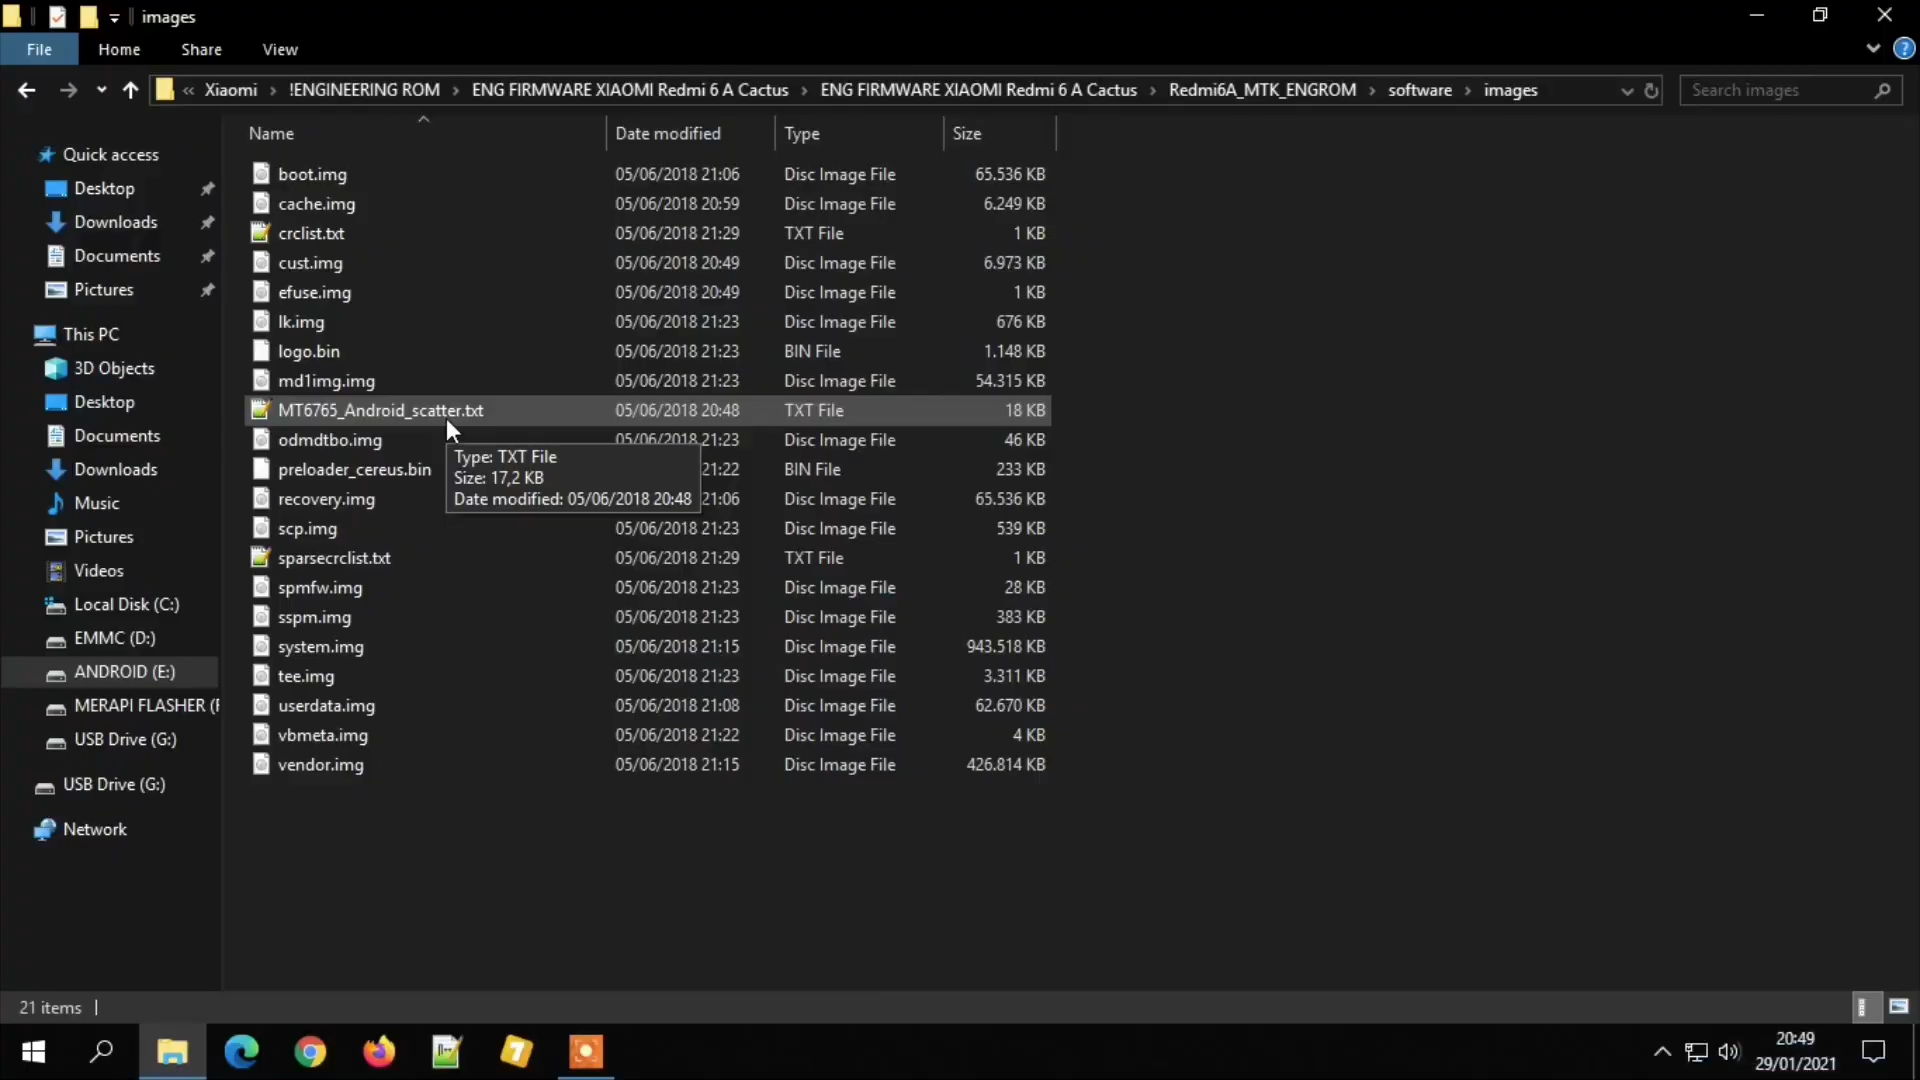 images
File Home Share View
« Xiaomi › !ENGINEERING ROM › ENG FIRMWARE XIAOMI Redmi 6 A Cactus › ENG FIRMWARE XIAOMI Redmi 6 A Cactus › Redmi6A_MTK_ENGROM › software › images
Search images
Name Date modified Type Size
Quick access
Desktop
Downloads
Documents
Pictures
This PC
3D Objects
Desktop
Documents
Downloads
Music
Pictures
Videos
Local Disk (C:)
EMMC (D:)
ANDROID (E:)
MERAPI FLASHER (F
USB Drive (G:)
USB Drive (G:)
Network
boot.img 05/06/2018 21:06 Disc Image File 65.536 KB
cache.img 05/06/2018 20:59 Disc Image File 6.249 KB
crclist.txt 05/06/2018 21:29 TXT File 1 KB
cust.img 05/06/2018 20:49 Disc Image File 6.973 KB
efuse.img 05/06/2018 20:49 Disc Image File 1 KB
lk.img 05/06/2018 21:23 Disc Image File 676 KB
logo.bin 05/06/2018 21:23 BIN File 1.148 KB
md1img.img 05/06/2018 21:23 Disc Image File 54.315 KB
MT6765_Android_scatter.txt 05/06/2018 20:48 TXT File 18 KB
odmdtbo.img 05/06/2018 21:23 Disc Image File 46 KB
preloader_cereus.bin 21:22 BIN File 233 KB
recovery.img 21:06 Disc Image File 65.536 KB
scp.img 05/06/2018 21:23 Disc Image File 539 KB
sparsecrclist.txt 05/06/2018 21:29 TXT File 1 KB
spmfw.img 05/06/2018 21:23 Disc Image File 28 KB
sspm.img 05/06/2018 21:23 Disc Image File 383 KB
system.img 05/06/2018 21:15 Disc Image File 943.518 KB
tee.img 05/06/2018 21:23 Disc Image File 3.311 KB
userdata.img 05/06/2018 21:08 Disc Image File 62.670 KB
vbmeta.img 05/06/2018 21:22 Disc Image File 4 KB
vendor.img 05/06/2018 21:15 Disc Image File 426.814 KB
Type: TXT File
Size: 17,2 KB
Date modified: 05/06/2018 20:48
21 items
20:49
29/01/2021